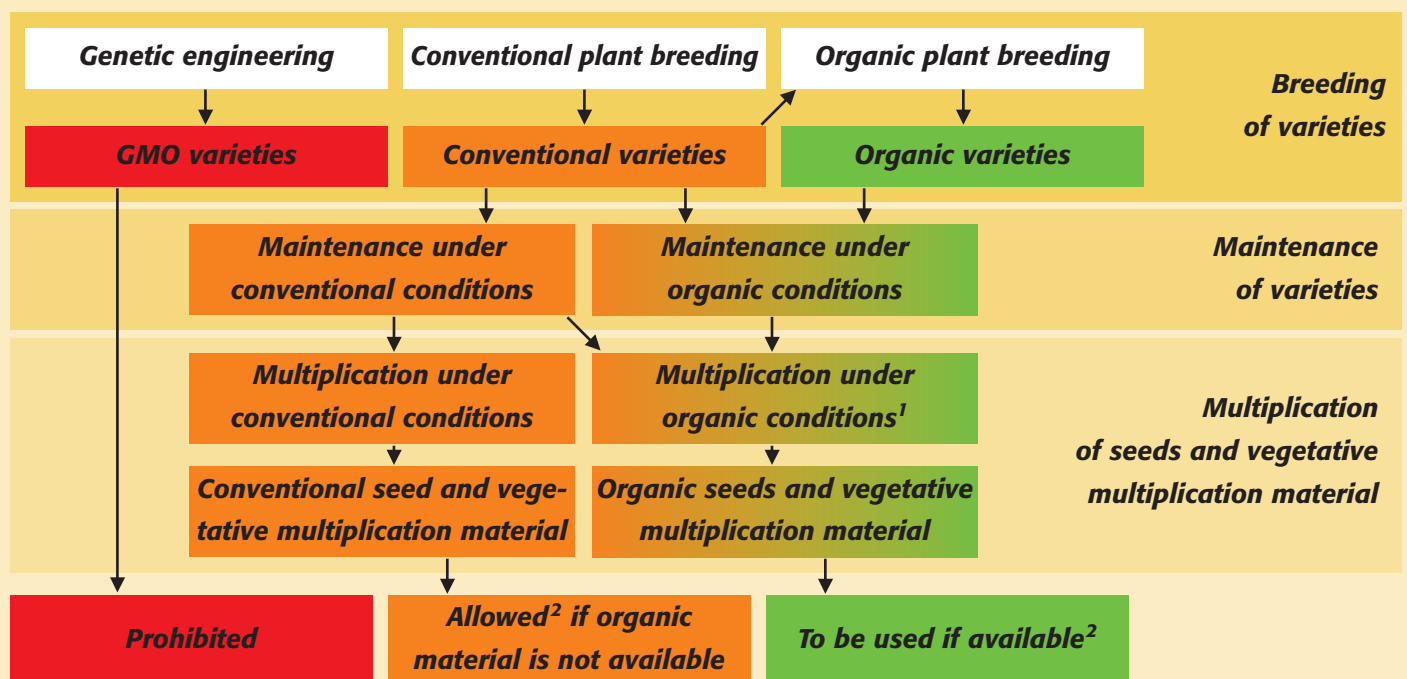 Genetic engineering
Conventional plant breeding
Organic plant breeding
Breeding
of varieties
GMO varieties
Conventional varieties
Organic varieties
Maintenance under
conventional conditions
Maintenance under
organic conditions
Maintenance
of varieties
Multiplication under
conventional conditions
Multiplication under
organic conditions¹
Multiplication
of seeds and vegetative
multiplication material
Conventional seed and vege-
tative multiplication material
Organic seeds and vegetative
multiplication material
Prohibited
Allowed² if organic
material is not available
To be used if available²